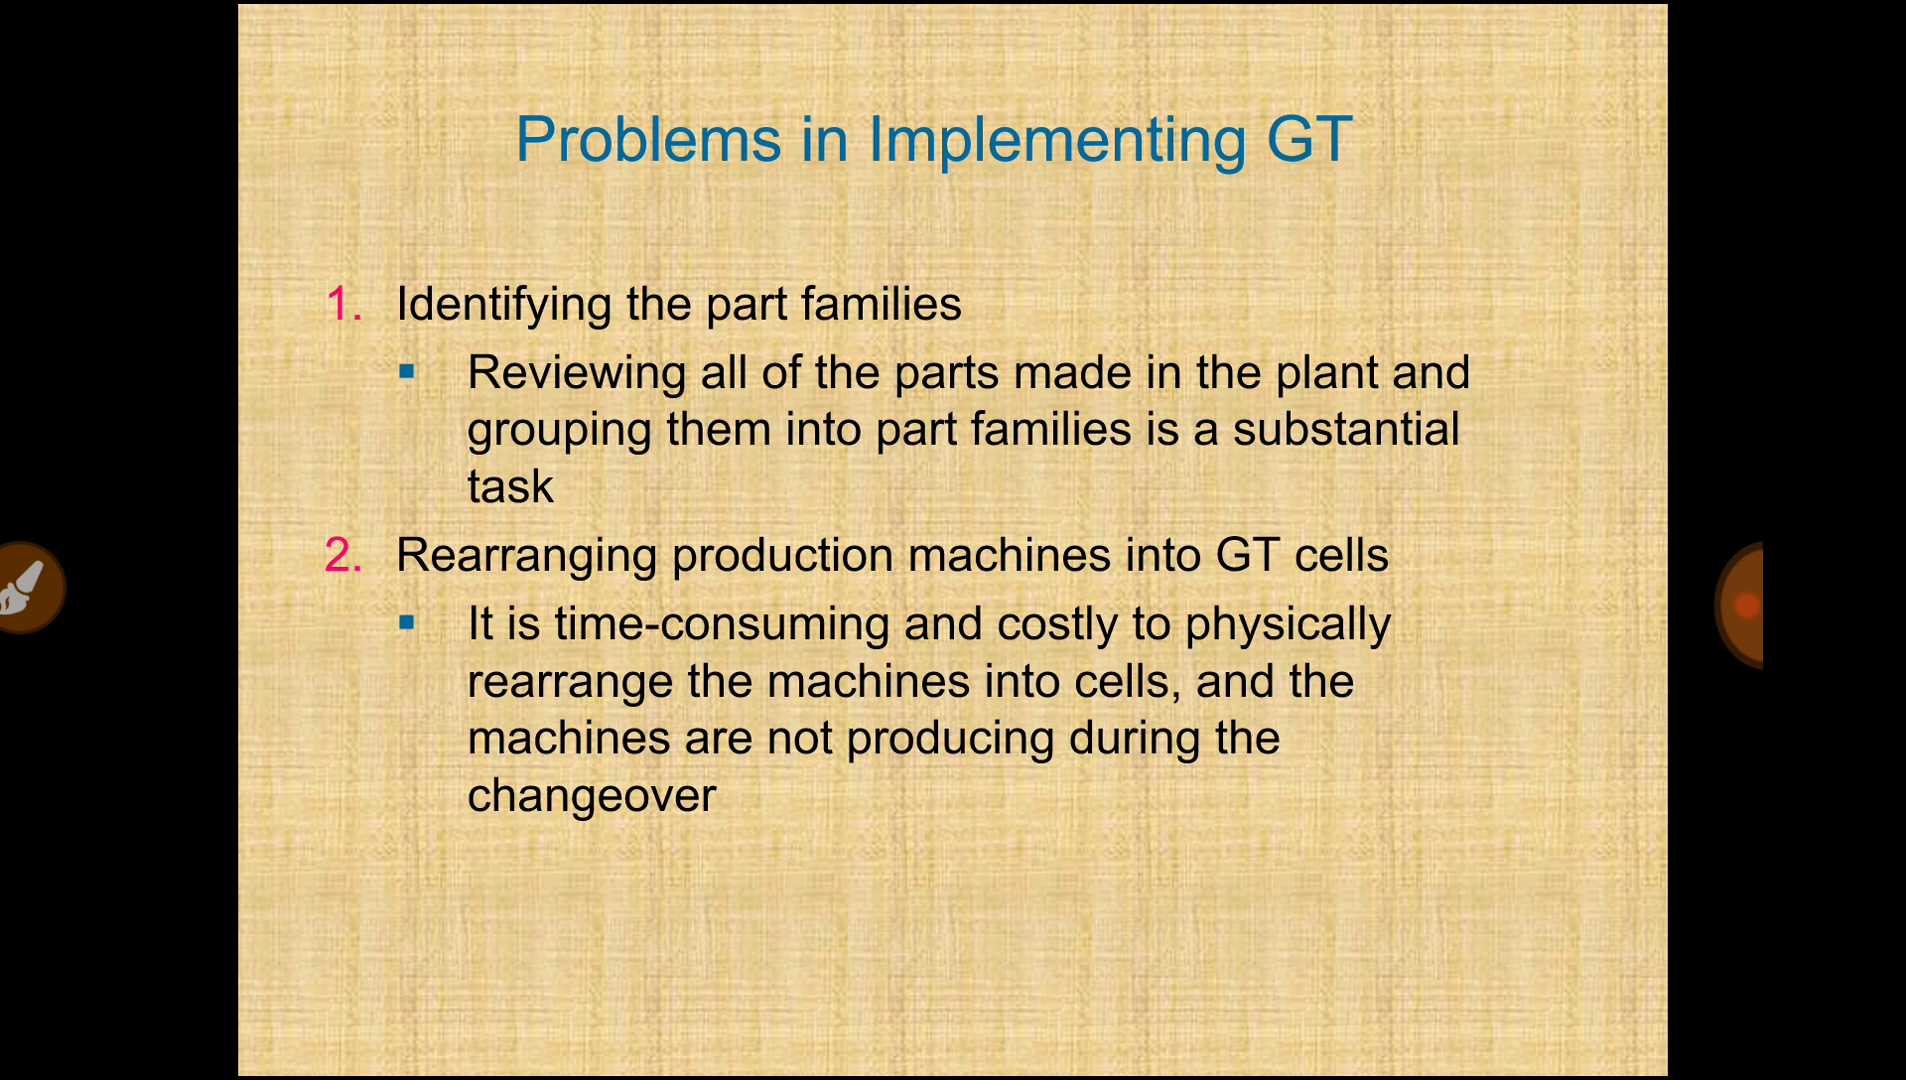 Problems in Implementing GT
1. Identifying the part families
▪ Reviewing all of the parts made in the plant and
grouping them into part families is a substantial
task
2. Rearranging production machines into GT cells
▪ It is time-consuming and costly to physically
rearrange the machines into cells, and the
machines are not producing during the
changeover